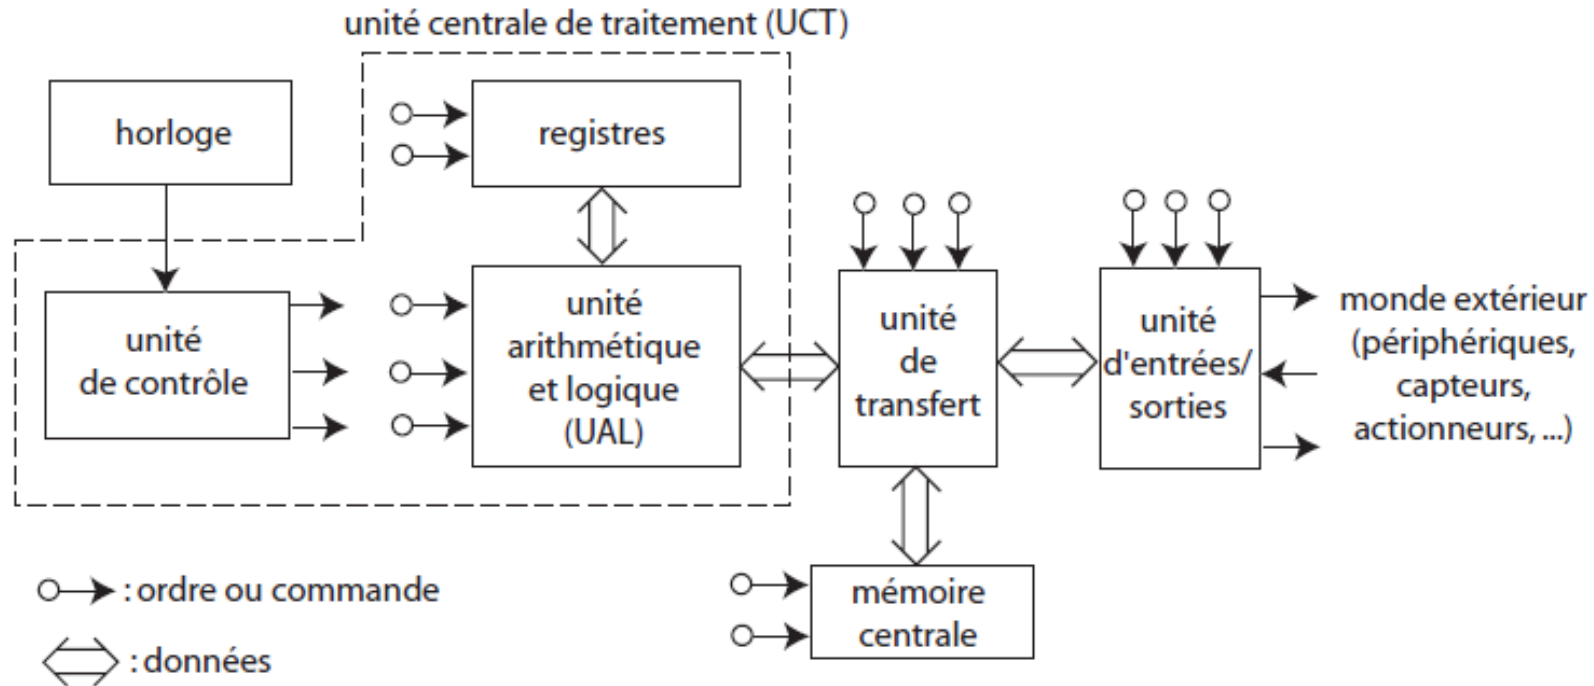 unité centrale de traitement (UCT)
horloge
registres
unité
de contrôle
unité
arithmétique
et logique
(UAL)
unité
de
transfert
unité
d'entrées/
sorties
monde extérieur
(périphériques,
capteurs,
actionneurs, ...)
mémoire
centrale
: ordre ou commande
: données